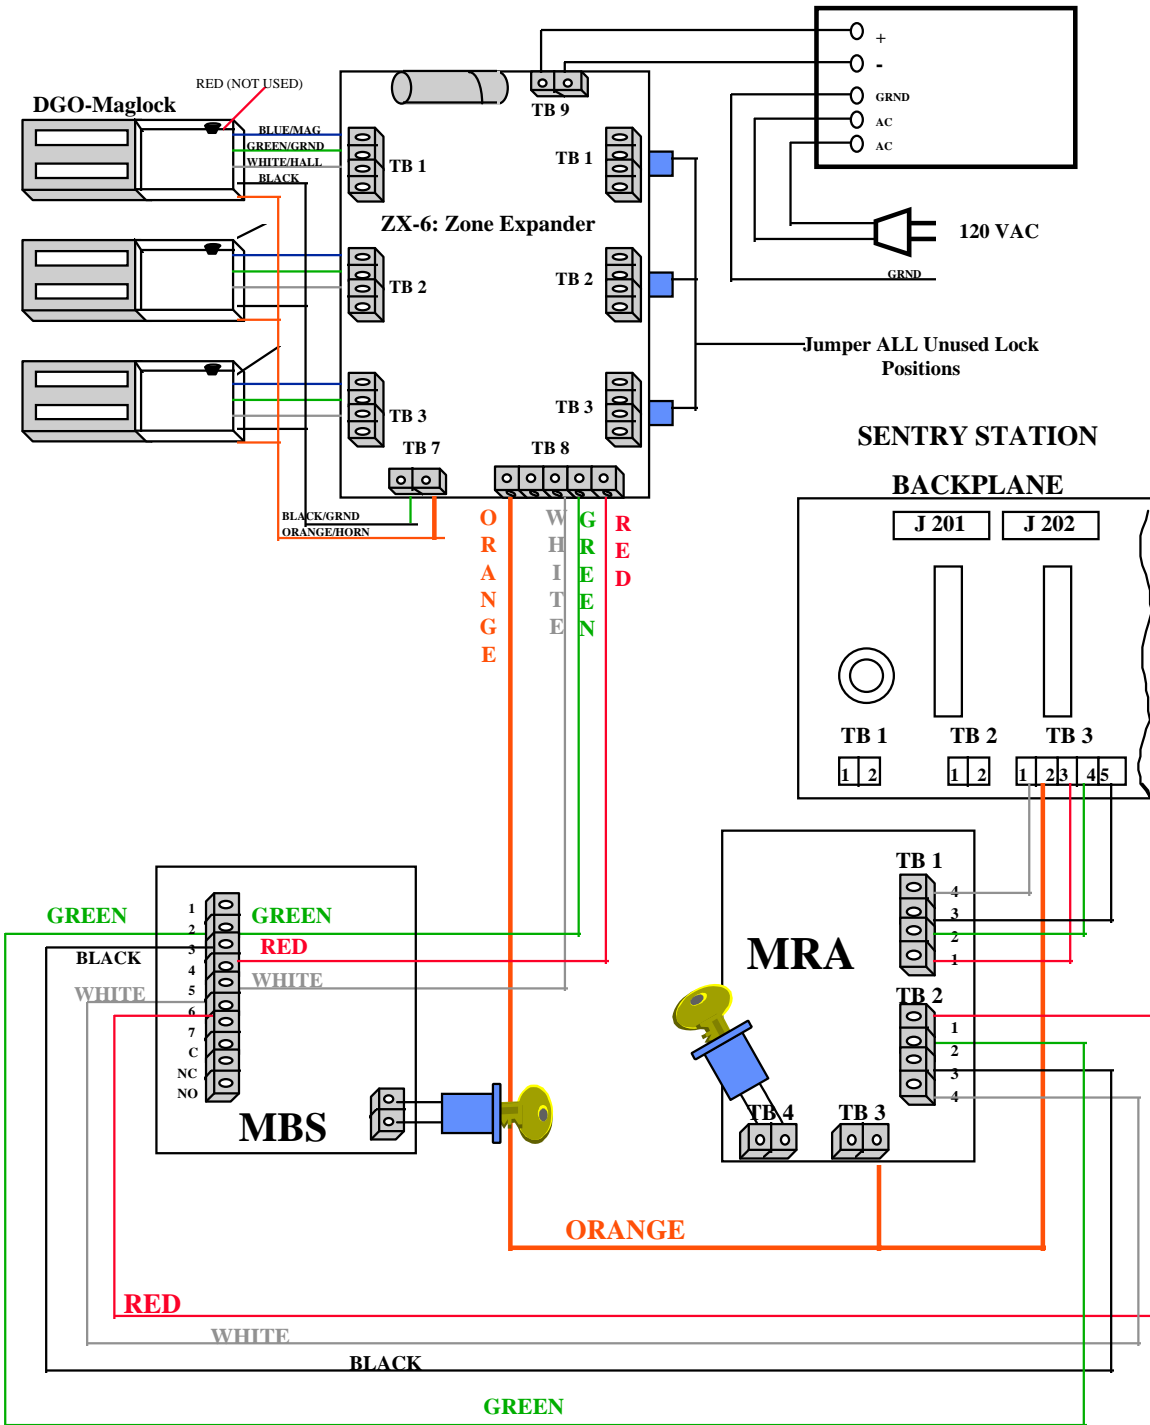 +
-
GRND
AC
AC
RED (NOT USED)
DGO-Maglock
TB 9
BLUE/MAG
GREEN/GRND
WHITE/HALL
BLACK
TB 1
TB 1
ZX-6: Zone Expander
120 VAC
GRND
TB 2
TB 2
Jumper ALL Unused Lock
Positions
TB 3
TB 3
SENTRY STATION
BACKPLANE
TB 7
TB 8
BLACK/GRND
ORANGE/HORN
ORANGE
WHITE
GREEN
RED
J 201
J 202
TB 1
TB 2
TB 3
1 2
1 2
1 2 3 4 5
MRA
TB 1
4
3
2
1
TB 2
1
2
3
4
TB 4
TB 3
GREEN
GREEN
BLACK
RED
WHITE
WHITE
1
2
3
4
5
6
7
C
NC
NO
MBS
ORANGE
RED
WHITE
BLACK
GREEN